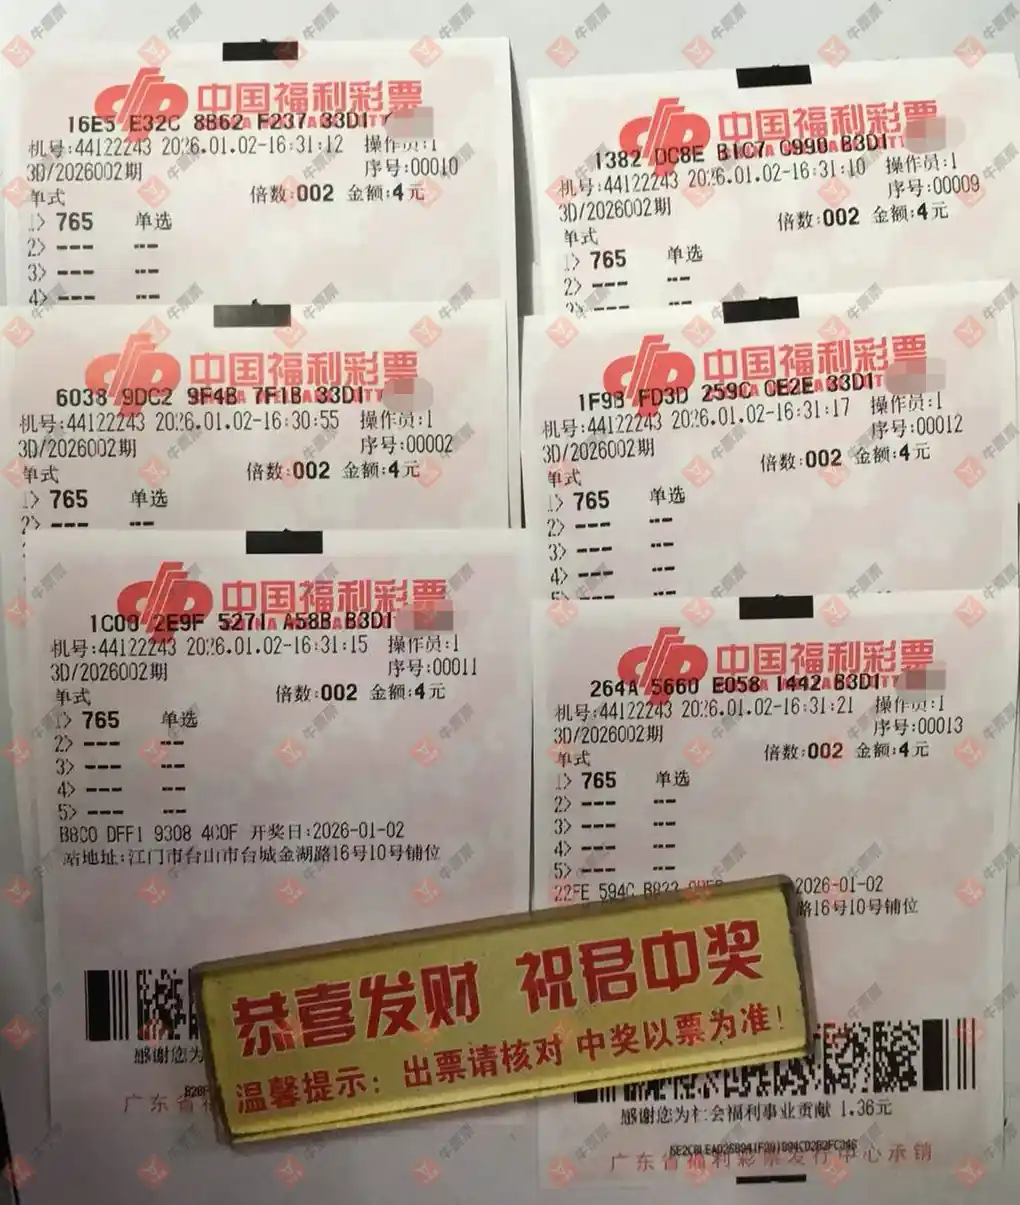 中国福利彩票
16E5 E32C 8B62 F237 33D1
机号:44122243 2026.01.02-16:31:12 操作员:1
3D/2026002期 序号:00010
单式 倍数:002 金额:4元
1> 765 单选
2> --- --
3> --- --
4> --- --
中国福利彩票
1382 DC8E B1C7 C990 B3D1
机号:44122243 2026.01.02-16:31:10 操作员:1
3D/2026002期 序号:00009
单式 倍数:002 金额:4元
1> 765 单选
2> --- --
中国福利彩票
6038 9DC2 9F4B 7F1B 33D1
机号:44122243 2026.01.02-16:30:55 操作员:1
3D/2026002期 序号:00002
单式 倍数:002 金额:4元
1> 765 单选
2> --- --
中国福利彩票
1F9B FD3D 259C CE2E 33D1
机号:44122243 2026.01.02-16:31:17 操作员:1
3D/2026002期 序号:00012
单式 倍数:002 金额:4元
1> 765 单选
2> --- --
3> --- --
4> --- --
中国福利彩票
1C00 2E9F 5271 A58B B3D1
机号:44122243 2026.01.02-16:31:15 操作员:1
3D/2026002期 序号:00011
单式 倍数:002 金额:4元
1> 765 单选
2> --- --
3> --- --
4> --- --
5> --- --
B8C0 DFF1 9308 4C0F 开奖日:2026-01-02
站地址:江门市台山市台城金湖路16号10号铺位
感谢您为
广东省福
中国福利彩票
264A 5660 E058 1442 B3D1
机号:44122243 2026.01.02-16:31:21 操作员:1
3D/2026002期 序号:00013
单式 倍数:002 金额:4元
1> 765 单选
2> --- --
3> --- --
4> --- --
5> --- --
22FE 594C 2026-01-02
路16号10号铺位
感谢您为社会福利事业贡献 1.36元
广东省福利彩票发行中心承销
恭喜发财 祝君中奖
温馨提示：出票请核对 中奖以票为准！
牛彩票